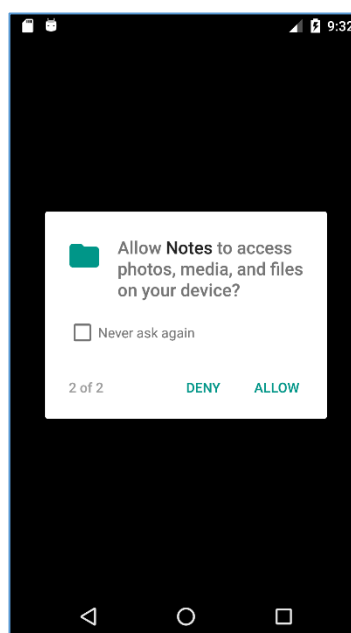 9:32
Allow Notes to access
photos, media, and files
on your device?
Never ask again
2 of 2 DENY ALLOW